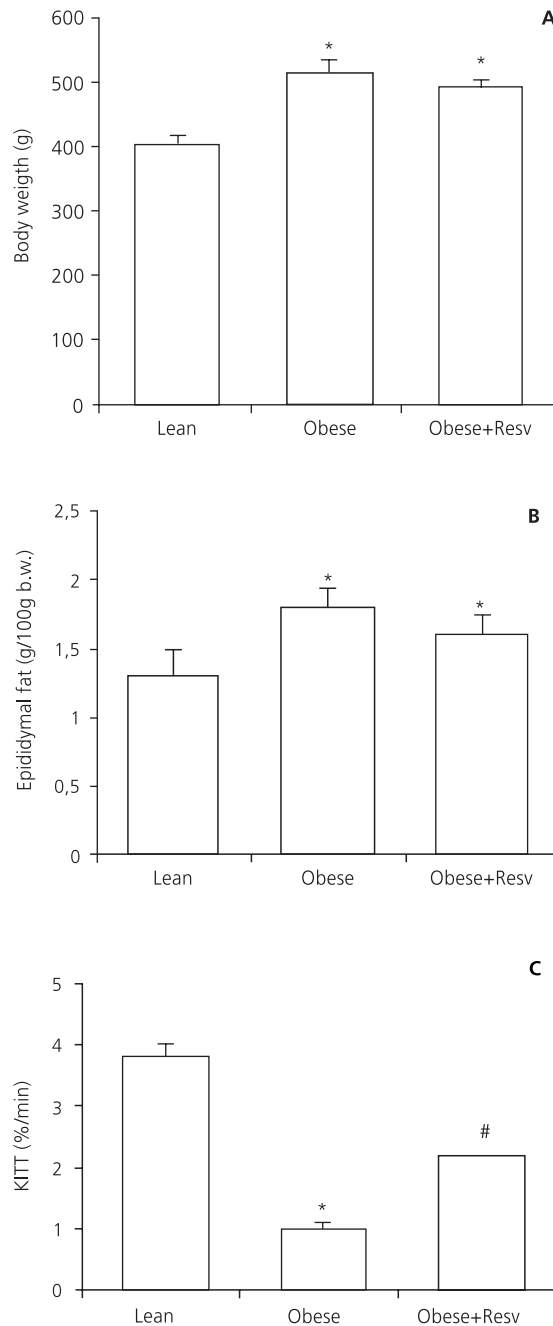 A
Body weigth (g)
600
500
400
300
200
100
0
*
*
Lean Obese Obese+Resv
B
Epididymal fat (g/100g b.w.)
2,5
2
1,5
1
0,5
0
*
*
Lean Obese Obese+Resv
C
KITT (%/min)
5
4
3
2
1
0
*
#
Lean Obese Obese+Resv